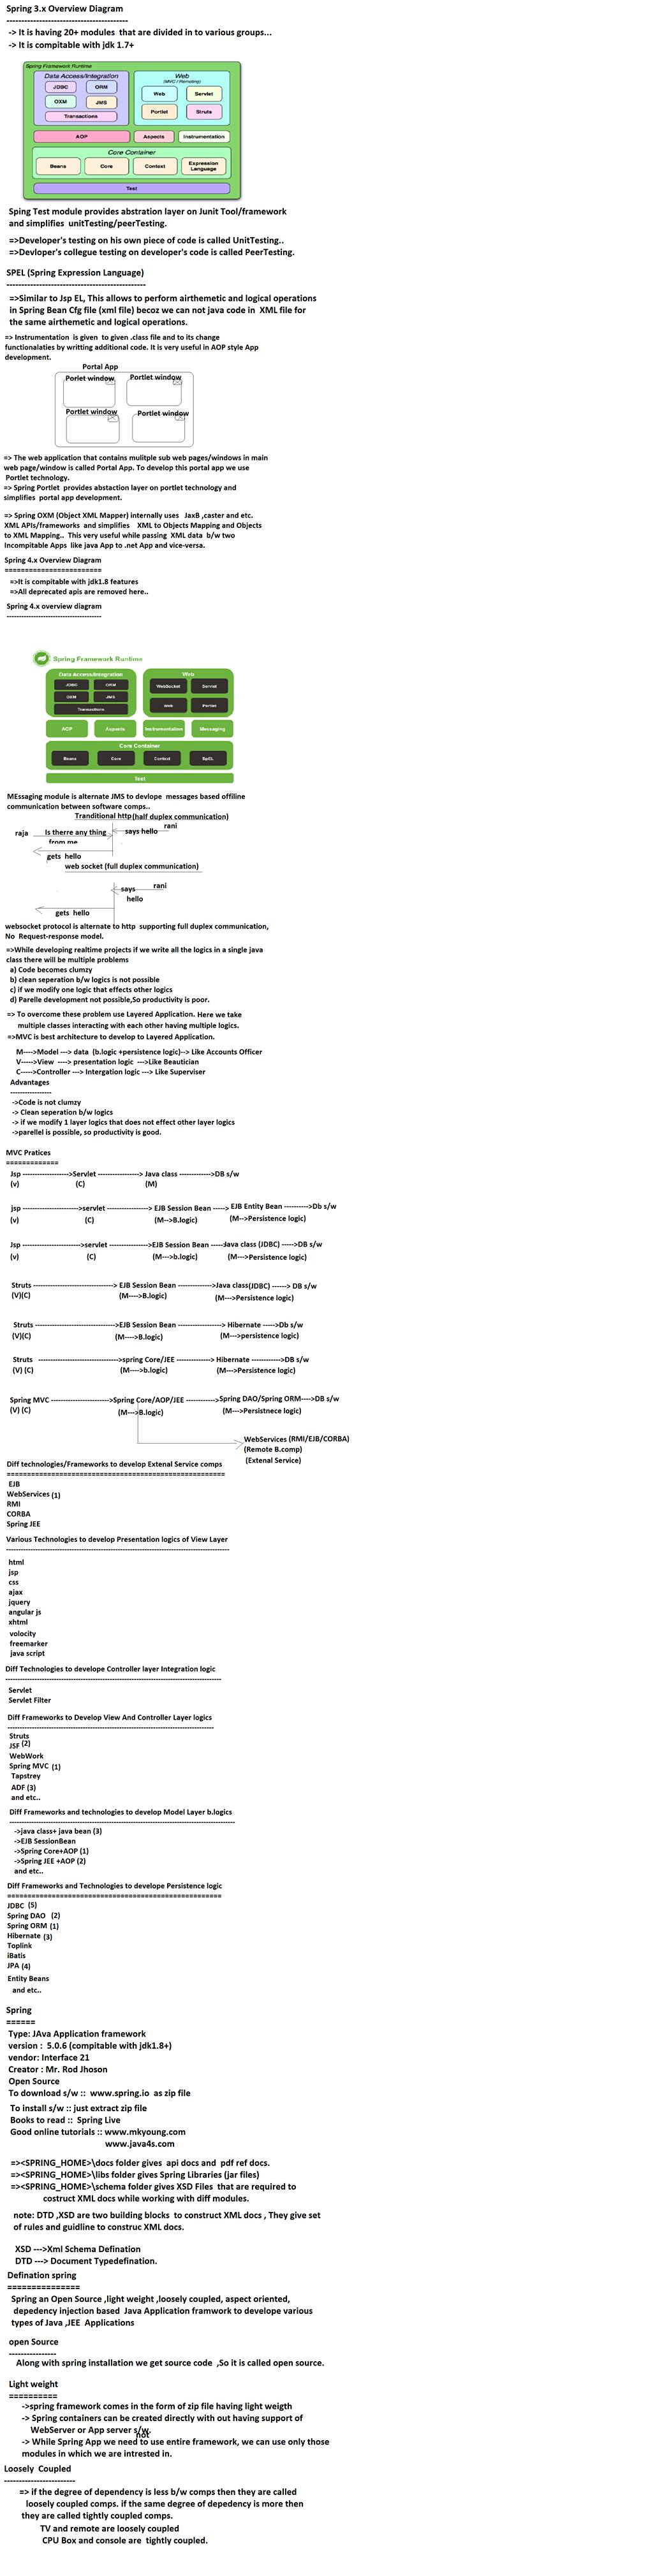 Spring 3.x Overview Diagram
-----------------------------------------
-> It is having 20+ modules that are divided in to various groups...
-> It is compitable with jdk 1.7+
Spring Framework Runtime
Data Access/Integration
Web
(MVC / Remoting)
JDBC
ORM
Web
Servlet
OXM
JMS
Portlet
Struts
Transactions
AOP
Aspects
Instrumentation
Core Container
Beans
Core
Context
Expression
Language
Test
Sping Test module provides abstration layer on Junit Tool/framework
and simplifies unitTesting/peerTesting.
=>Developer's testing on his own piece of code is called UnitTesting..
=>Devloper's collegue testing on developer's code is called PeerTesting.
SPEL (Spring Expression Language)
-----------------------------------------------
=>Similar to Jsp EL, This allows to perform airthemetic and logical operations
in Spring Bean Cfg file (xml file) becoz we can not java code in XML file for
the same airthemetic and logical operations.
=> Instrumentation is given to given .class file and to its change
functionalaties by writting additional code. It is very useful in AOP style App
development.
Portal App
Porlet window
Portlet window
Portlet window
Portlet window
=> The web application that contains mulitple sub web pages/windows in main
web page/window is called Portal App. To develop this portal app we use
Portlet technology.
=> Spring Portlet provides abstaction layer on portlet technology and
simplifies portal app development.
=> Spring OXM (Object XML Mapper) internally uses JaxB ,caster and etc.
XML APIs/frameworks and simplifies XML to Objects Mapping and Objects
to XML Mapping.. This very useful while passing XML data b/w two
Incompitable Apps like java App to .net App and vice-versa.
Spring 4.x Overview Diagram
========================
=>It is compitable with jdk1.8 features
=>All deprecated apis are removed here..
Spring 4.x overview diagram
------------------------------------
Spring Framework Runtime
Data Access/Integration
Web
JDBC
ORM
WebSocket
Servlet
OXM
JMS
Web
Portlet
Transactions
AOP
Aspects
Instrumentation
Messaging
Core Container
Beans
Core
Context
SpEL
Test
MEssaging module is alternate JMS to devlope messages based offiline
communication between software comps..
Tranditional http(half duplex communication)
rani
raja
Is therre any thing
says hello
from me
gets hello
web socket (full duplex communication)
rani
says
hello
gets hello
websocket protocol is alternate to http supporting full duplex communication,
No Request-response model.
=>While developing realtime projects if we write all the logics in a single java
class there will be multiple problems
a) Code becomes clumzy
b) clean seperation b/w logics is not possible
c) if we modify one logic that effects other logics
d) Parelle development not possible,So productivity is poor.
=> To overcome these problem use Layered Application. Here we take
multiple classes interacting with each other having multiple logics.
=>MVC is best architecture to develop to Layered Application.
M---->Model ---> data (b.logic +persistence logic)--> Like Accounts Officer
V----->View ----> presentation logic --->Like Beautician
C----->Controller ---> Intergation logic ---> Like Superviser
Advantages
----------------
->Code is not clumzy
-> Clean seperation b/w logics
-> if we modify 1 layer logics that does not effect other layer logics
->parellel is possible, so productivity is good.
MVC Pratices
=============
Jsp ------------------->Servlet -----------------> Java class ------------->DB s/w
(v) (C) (M)
jsp ---------------------->servlet ----------------> EJB Session Bean -----> EJB Entity Bean ---------->Db s/w
(v) (C) (M-->B.logic) (M-->Persistence logic)
Jsp ----------------------->servlet --------------->EJB Session Bean ----->Java class (JDBC) ----->DB s/w
(v) (C) (M--->b.logic) (M--->Persistence logic)
Struts ------------------------------> EJB Session Bean ------------->Java class(JDBC) ------> DB s/w
(V)(C) (M---->B.logic) (M--->Persistence logic)
Struts ------------------------------>EJB Session Bean -------------> Hibernate ----->Db s/w
(V)(C) (M---->B.logic) (M--->persistence logic)
Struts ------------------------------>spring Core/JEE -------------> Hibernate ----------->DB s/w
(V) (C) (M---->b.logic) (M--->Persistence logic)
Spring MVC ---------------------->Spring Core/AOP/JEE ----------->Spring DAO/Spring ORM---->DB s/w
(V) (C) (M--->B.logic) (M--->Persistnece logic)
WebServices (RMI/EJB/CORBA)
(Remote B.comp)
(Extenal Service)
Diff technologies/Frameworks to develop Extenal Service comps
======================================================
EJB
WebServices (1)
RMI
CORBA
Spring JEE
Various Technologies to develop Presentation logics of View Layer
-------------------------------------------------------------------------------------
html
jsp
css
ajax
jquery
angular js
xhtml
volocity
freemarker
java script
Diff Technologies to develope Controller layer Integration logic
----------------------------------------------------------------------------------
Servlet
Servlet Filter
Diff Frameworks to Develop View And Controller Layer logics
------------------------------------------------------------------------------
Struts
JSF (2)
WebWork
Spring MVC (1)
Tapstrey
ADF (3)
and etc..
Diff Frameworks and technologies to develop Model Layer b.logics
-------------------------------------------------------------------------------------
->java class+ java bean (3)
->EJB SessionBean
->Spring Core+AOP (1)
->Spring JEE +AOP (2)
and etc..
Diff Frameworks and Technologies to develope Persistence logic
=====================================================
JDBC (5)
Spring DAO (2)
Spring ORM (1)
Hibernate (3)
Toplink
iBatis
JPA (4)
Entity Beans
and etc..
Spring
======
Type: JAva Application framework
version : 5.0.6 (compitable with jdk1.8+)
vendor: Interface 21
Creator : Mr. Rod Jhoson
Open Source
To download s/w :: www.spring.io as zip file
To install s/w :: just extract zip file
Books to read :: Spring Live
Good online tutorials :: www.mkyoung.com
www.java4s.com
=><SPRING_HOME>\docs folder gives api docs and pdf ref docs.
=><SPRING_HOME>\libs folder gives Spring Libraries (jar files)
=><SPRING_HOME>\schema folder gives XSD Files that are required to
costruct XML docs while working with diff modules.
note: DTD ,XSD are two building blocks to construct XML docs , They give set
of rules and guidline to construc XML docs.
XSD --->Xml Schema Defination
DTD ---> Document Typedefination.
Defination spring
===============
Spring an Open Source ,light weight ,loosely coupled, aspect oriented,
depedency injection based Java Application framwork to develope various
types of Java ,JEE Applications
open Source
----------------
Along with spring installation we get source code ,So it is called open source.
Light weight
==========
->spring framework comes in the form of zip file having light weigth
-> Spring containers can be created directly with out having support of
WebServer or App server s/w.
not
-> While Spring App we need to use entire framework, we can use only those
modules in which we are intrested in.
Loosely Coupled
------------------------
=> if the degree of dependency is less b/w comps then they are called
loosely coupled comps. if the same degree of depedency is more then
they are called tightly coupled comps.
TV and remote are loosely coupled
CPU Box and console are tightly coupled.